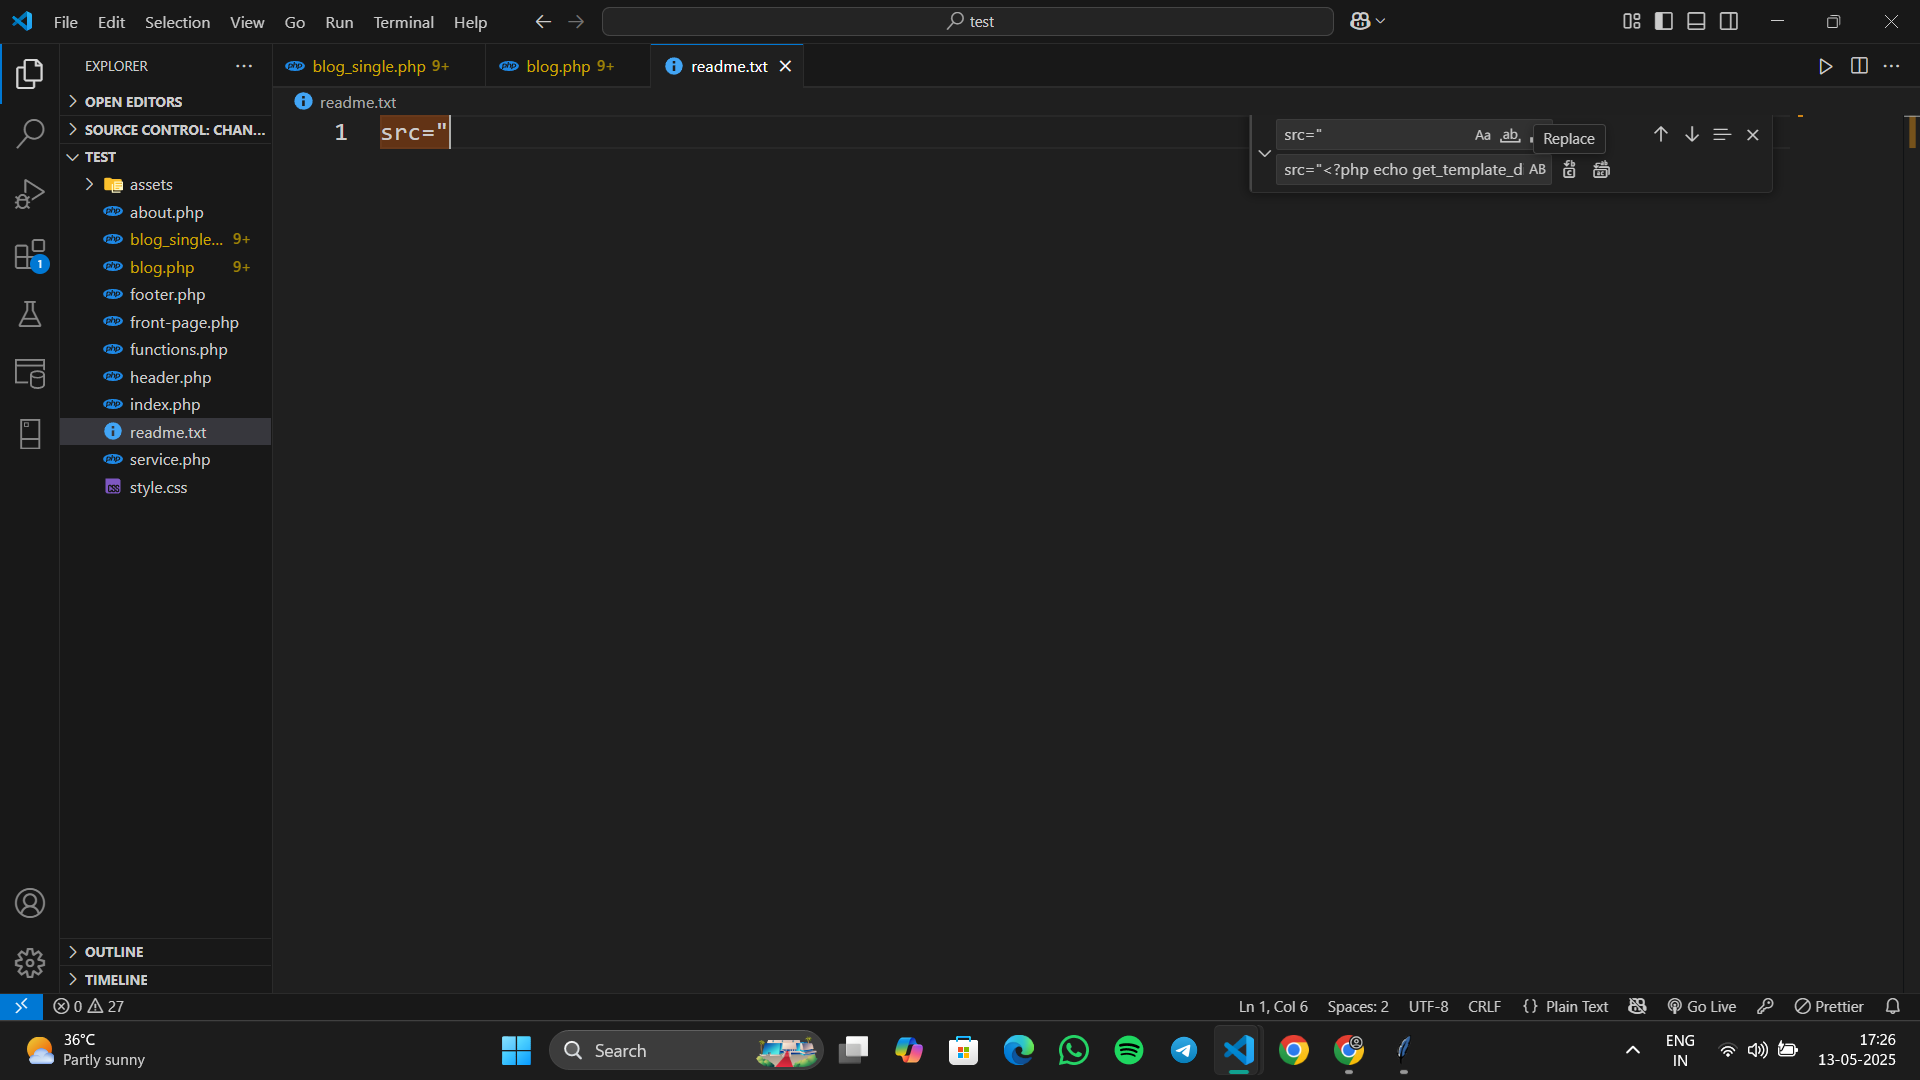 File Edit Selection View Go Run Terminal Help
test
EXPLORER
OPEN EDITORS
SOURCE CONTROL: CHAN...
TEST
assets
about.php
blog_single... 9+
blog.php 9+
footer.php
front-page.php
functions.php
header.php
index.php
readme.txt
service.php
style.css
OUTLINE
TIMELINE
blog_single.php 9+
blog.php 9+
readme.txt
readme.txt
1 src="
src="
Aa ab
Replace
src="<?php echo get_template_d
AB
1
0 27
Ln 1, Col 6 Spaces: 2 UTF-8 CRLF {} Plain Text Go Live Prettier
36°C
Partly sunny
Search
ENG
IN
17:26
13-05-2025